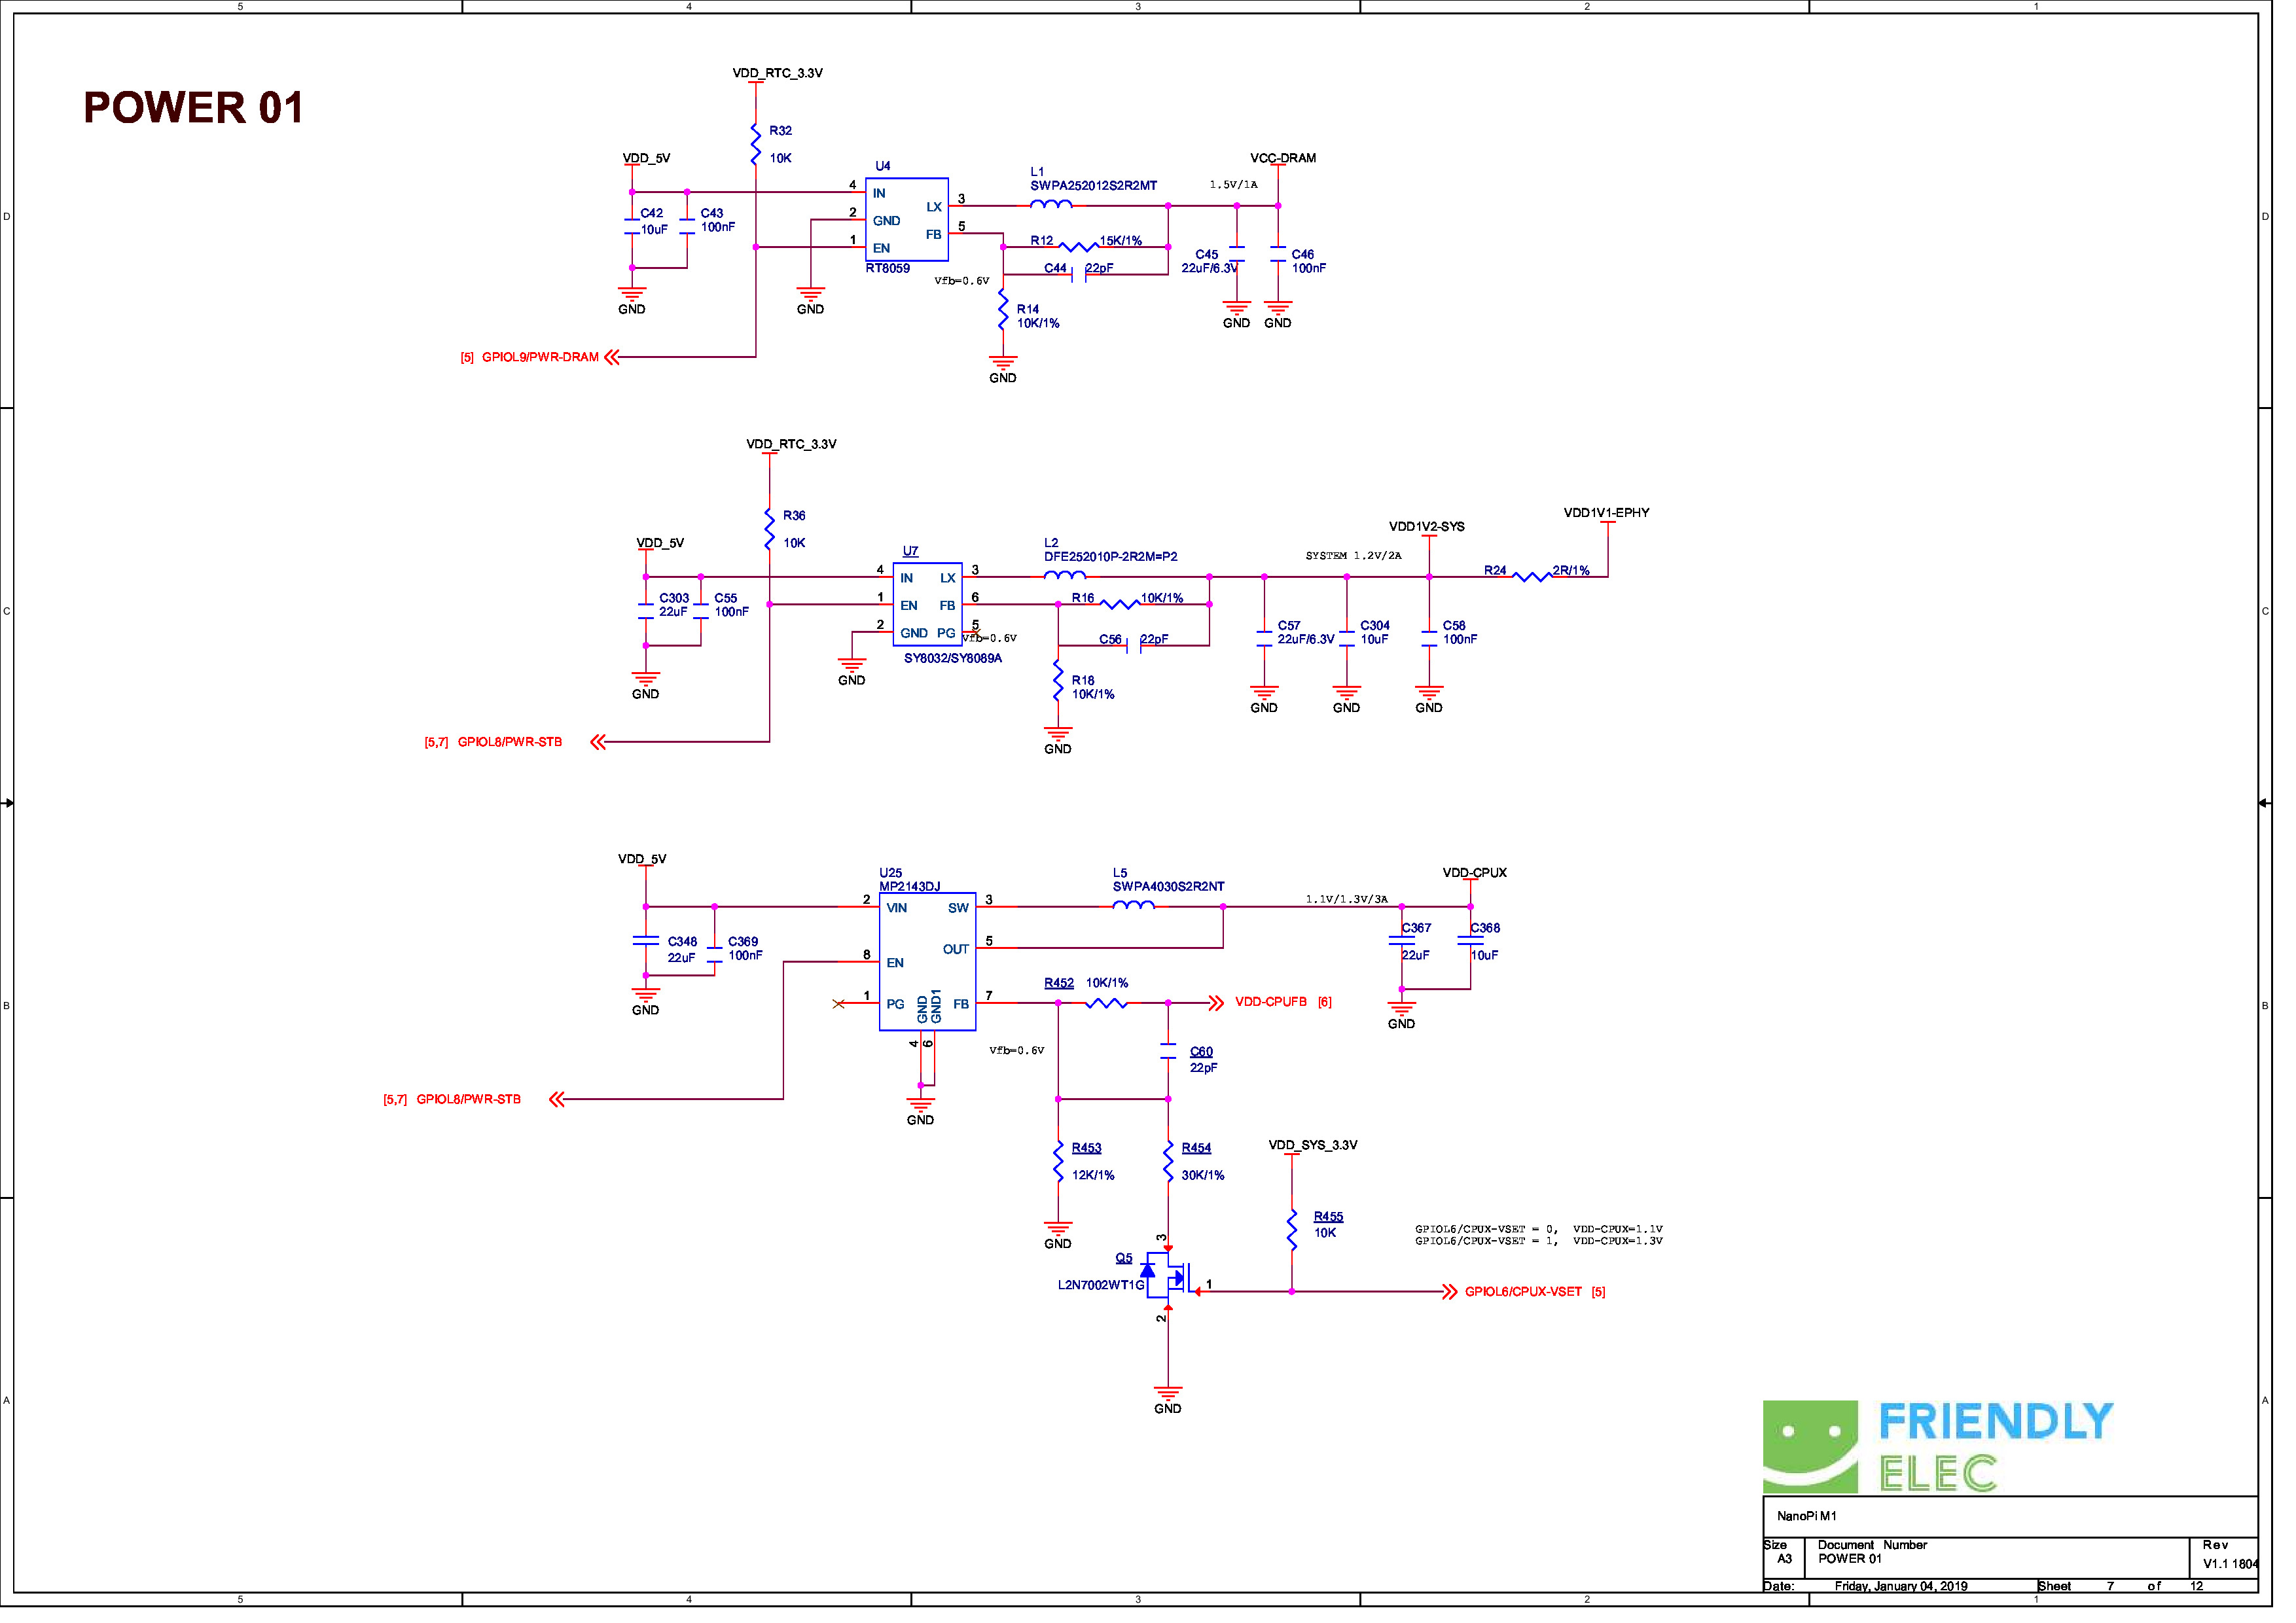 5 4 3 2 1
POWER 01
VDD_RTC_3.3V
R32
10K
VDD_5V
U4
L1
SWPA252012S2R2MT
1.5V/1A
VCC-DRAM
D
D
4 IN
2 GND
1 EN
LX 3
FB 5
RT8059
C42
10uF
C43
100nF
R12 15K/1%
C44 22pF
Vfb=0.6V
R14
10K/1%
C45
22uF/6.3V
C46
100nF
GND
GND
GND
GND
GND
[5] GPIOL9/PWR-DRAM
VDD_RTC_3.3V
R36
10K
VDD_5V
U7
L2
DFE252010P-2R2M=P2
SYSTEM 1.2V/2A
VDD1V2-SYS
VDD1V1-EPHY
R24 2R/1%
4 IN LX 3
1 EN FB 6
2 GND PG 5
Vfb=0.6V
SY8032/SY8089A
C303
22uF
C55
100nF
R16 10K/1%
C56 22pF
R18
10K/1%
C57
22uF/6.3V
C304
10uF
C58
100nF
C
C
GND
GND
GND
GND
GND
GND
[5,7] GPIOL8/PWR-STB
VDD_5V
U25
MP2143DJ
L5
SWPA4030S2R2NT
1.1V/1.3V/3A
VDD-CPUX
2 VIN SW 3
OUT 5
8 EN
1 PG GND GND1 FB 7
4 6
C348
22uF
C369
100nF
C367
22uF
C368
10uF
R452 10K/1%
VDD-CPUFB [6]
Vfb=0.6V
C60
22pF
B
B
GND
GND
GND
[5,7] GPIOL8/PWR-STB
R453
12K/1%
R454
30K/1%
VDD_SYS_3.3V
R455
10K
GND
GPIOL6/CPUX-VSET = 0, VDD-CPUX=1.1V
GPIOL6/CPUX-VSET = 1, VDD-CPUX=1.3V
3
Q5
L2N7002WT1G
1
2
GPIOL6/CPUX-VSET [5]
GND
A
A
FRIENDLY
ELEC
NanoPi M1
Size
A3
Document Number
POWER 01
Rev
V1.1 1804
Date: Friday, January 04, 2019 Sheet 7 of 12
5 4 3 2 1